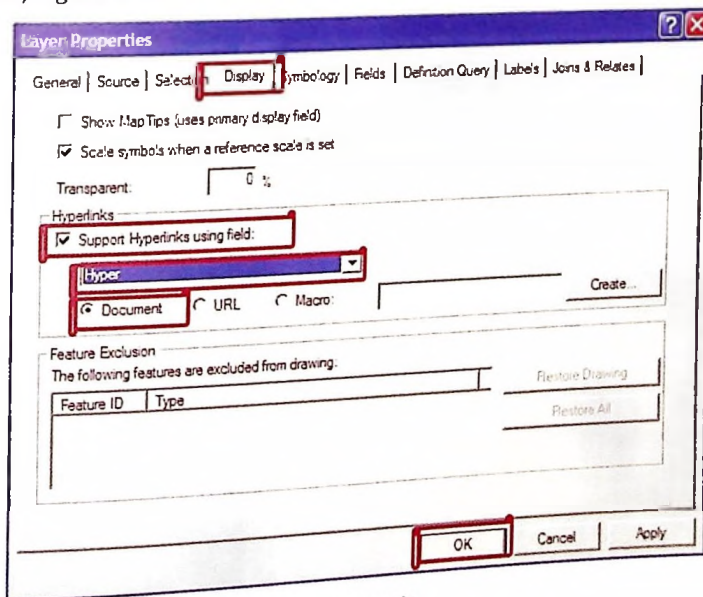 Layer Properties
General | Source | Selection | Display | Symbology | Fields | Definition Query | Labels | Joins & Relates
Show MapTips (uses primary display field)
Scale symbols when a reference scale is set
Transparent: 0 %
Hyperlinks
Support Hyperlinks using field:
Hyper
Document URL Macro: Create...
Feature Exclusion
The following features are excluded from drawing:
Feature ID Type
Restore Drawing
Restore All
OK Cancel Apply